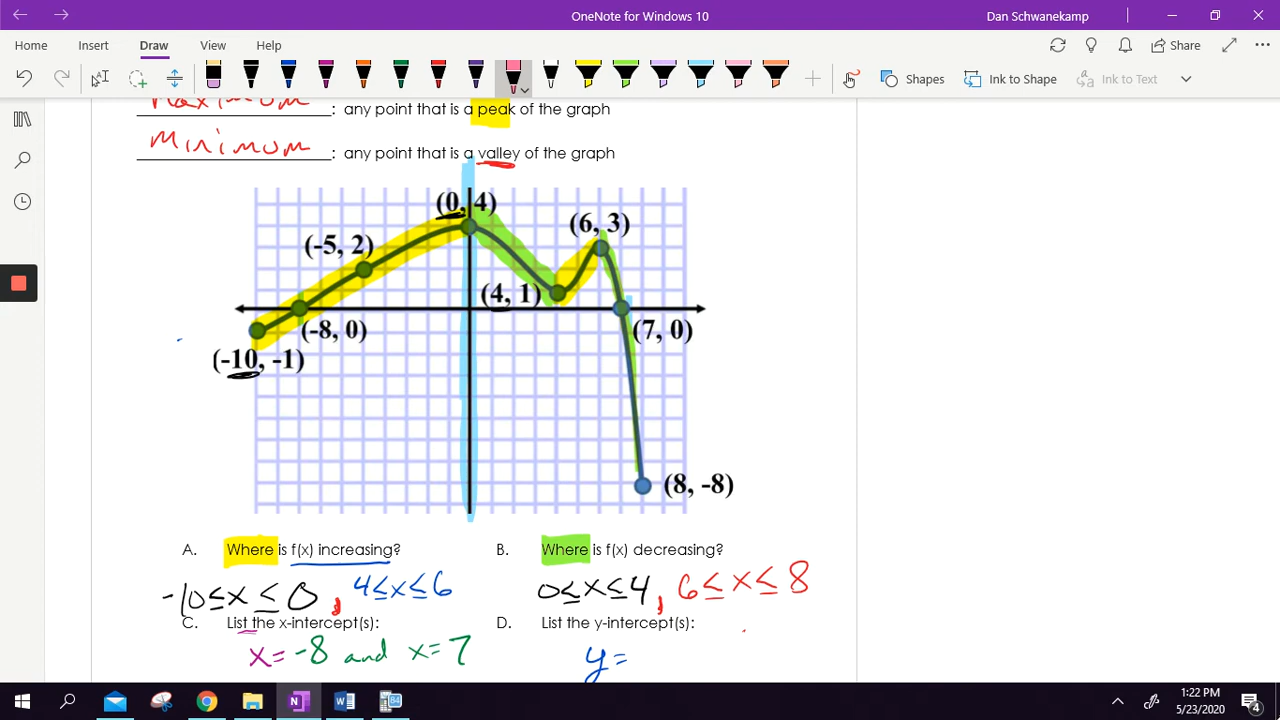 OneNote for Windows 10
Dan Schwanekamp
Home Insert Draw View Help
Share
Shapes
Ink to Shape
Ink to Text
Maximum : any point that is a peak of the graph
Minimum : any point that is a valley of the graph
(0, 4)
(6, 3)
(-5, 2)
(4, 1)
(-8, 0)
(7, 0)
(-10, -1)
(8, -8)
A. Where is f(x) increasing?
B. Where is f(x) decreasing?
-10≤x≤0, 4≤x≤6
0≤x≤4, 6≤x≤8
C. List the x-intercept(s):
D. List the y-intercept(s):
x=-8 and x=7
y=
1:22 PM
5/23/2020
4